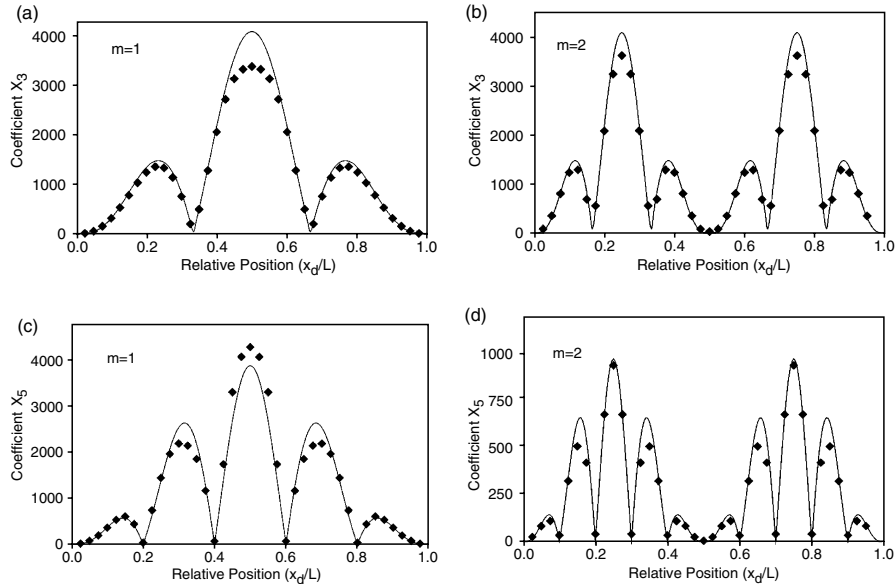 (a)
m=1
Coefficient X3
4000
3000
2000
1000
0
0.0 0.2 0.4 0.6 0.8 1.0
Relative Position (xd/L)
(b)
m=2
Coefficient X3
4000
3000
2000
1000
0
0.0 0.2 0.4 0.6 0.8 1.0
Relative Position (xd/L)
(c)
m=1
Coefficient X5
4000
3000
2000
1000
0
0.0 0.2 0.4 0.6 0.8 1.0
Relative Position (xd/L)
(d)
m=2
Coefficient X5
1000
750
500
250
0
0.0 0.2 0.4 0.6 0.8 1.0
Relative Position (xd/L)